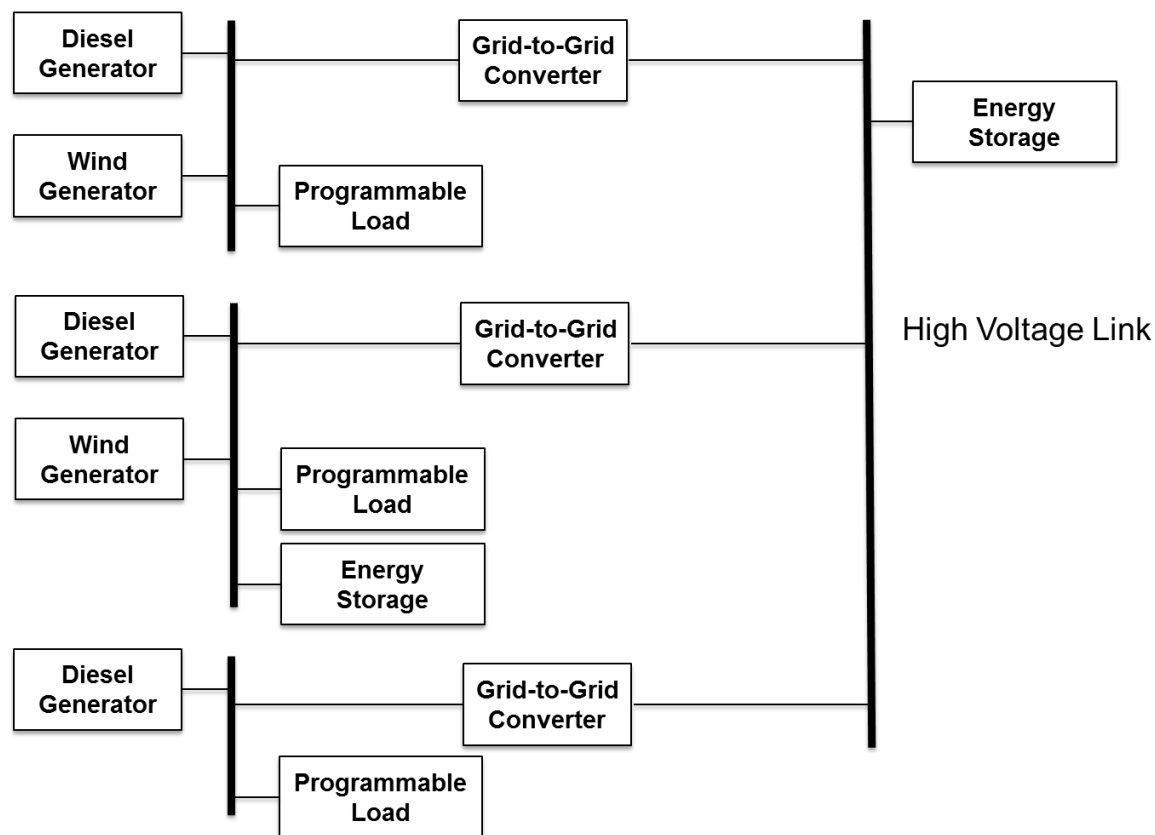 Diesel
Generator
Grid-to-Grid
Converter
Energy
Storage
Wind
Generator
Programmable
Load
Diesel
Generator
Grid-to-Grid
Converter
High Voltage Link
Wind
Generator
Programmable
Load
Energy
Storage
Diesel
Generator
Grid-to-Grid
Converter
Programmable
Load